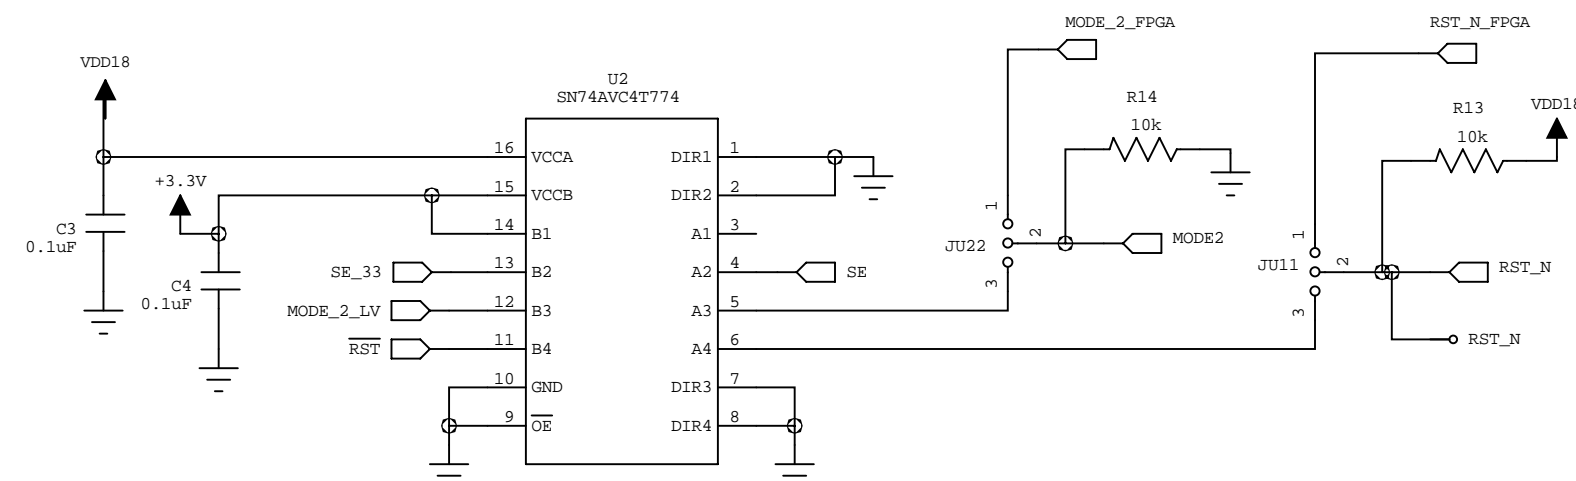 MODE_2_FPGA
RST_N_FPGA
VDD18
U2
SN74AVC4T774
R14
10k
R13
10k
VDD18
16 VCCA
DIR1 1
+3.3V
15 VCCB
DIR2 2
C3
0.1uF
14 B1
A1 3
SE_33
13 B2
A2 4
SE
C4
0.1uF
MODE_2_LV
12 B3
A3 5
RST
11 B4
A4 6
10 GND
DIR3 7
9 OE
DIR4 8
1
JU22
2
MODE2
3
1
JU11
2
RST_N
3
RST_N